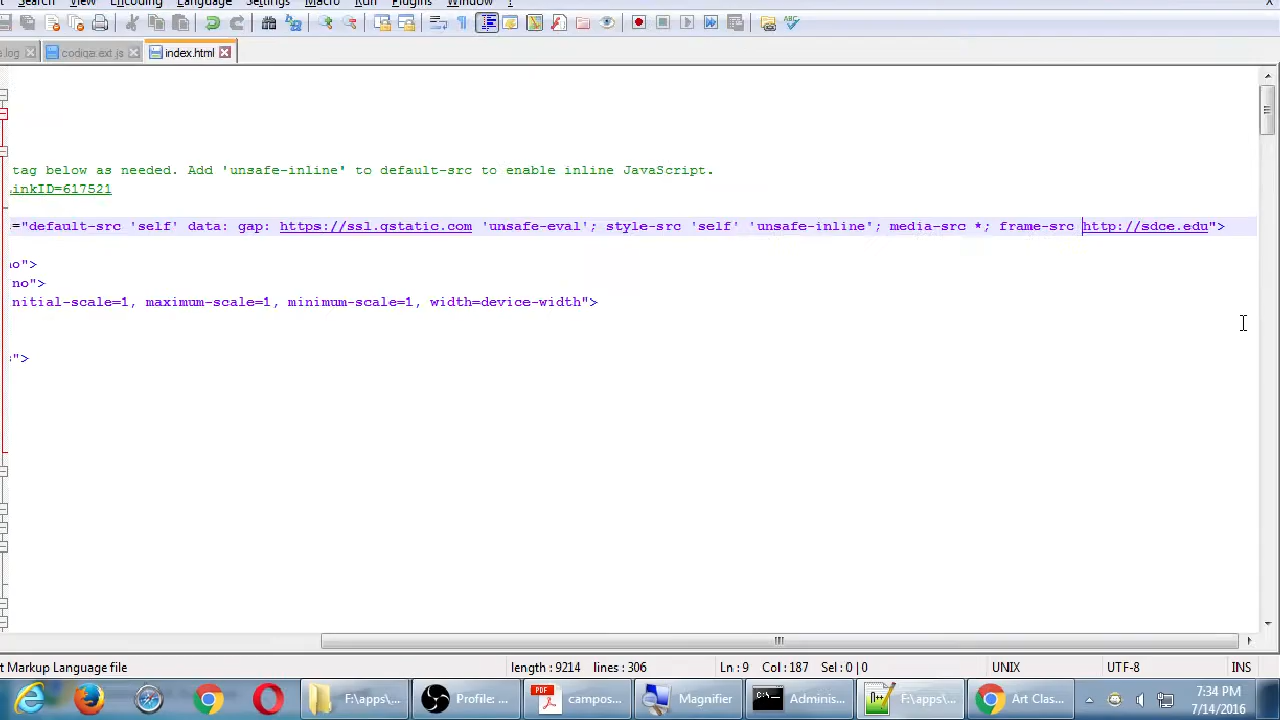 Search View Encoding Language Settings Macro Run Plugins Window
.log codigar.ext.js index.html
tag below as needed. Add 'unsafe-inline" to default-src to enable inline JavaScript.
inkID=617521
="default-src 'self' data: gap: https://ssl.gstatic.com 'unsafe-eval'; style-src 'self' 'unsafe-inline'; media-src *; frame-src http://sdce.edu">
no">
no">
nitial-scale=1, maximum-scale=1, minimum-scale=1, width=device-width">
s">
t Markup Language file length : 9214 lines : 306 Ln : 9 Col : 187 Sel : 0 | 0 UNIX UTF-8 INS
F:\apps\... Profile: ... campos... Magnifier Adminis... F:\apps\... Art Clas... 7:34 PM
7/14/2016